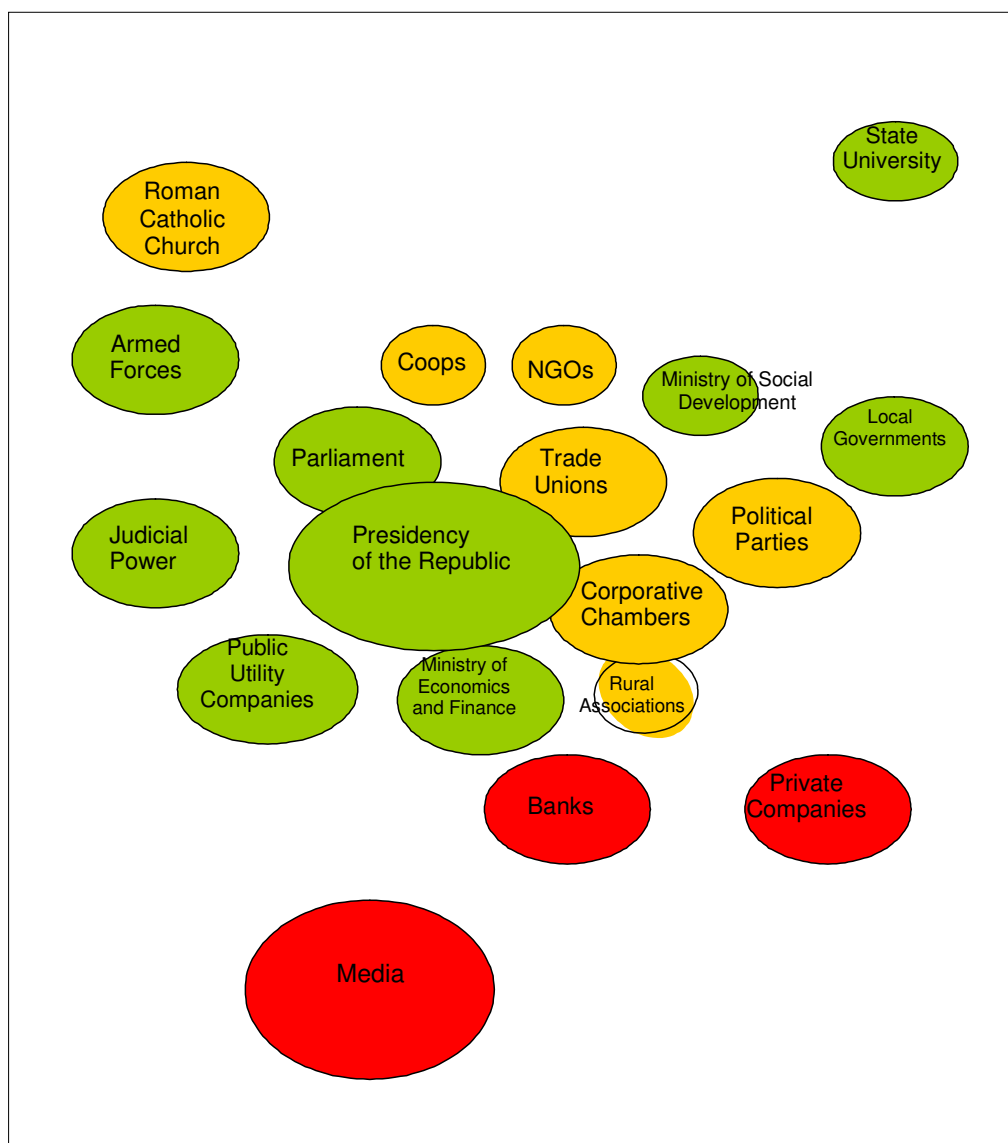 State
University
Roman
Catholic
Church
Armed
Forces
Coops
NGOs
Ministry of Social
Development
Local
Governments
Parliament
Trade
Unions
Political
Parties
Judicial
Power
Presidency
of the Republic
Corporative
Chambers
Public
Utility
Companies
Ministry of
Economics
and Finance
Rural
Associations
Banks
Private
Companies
Media